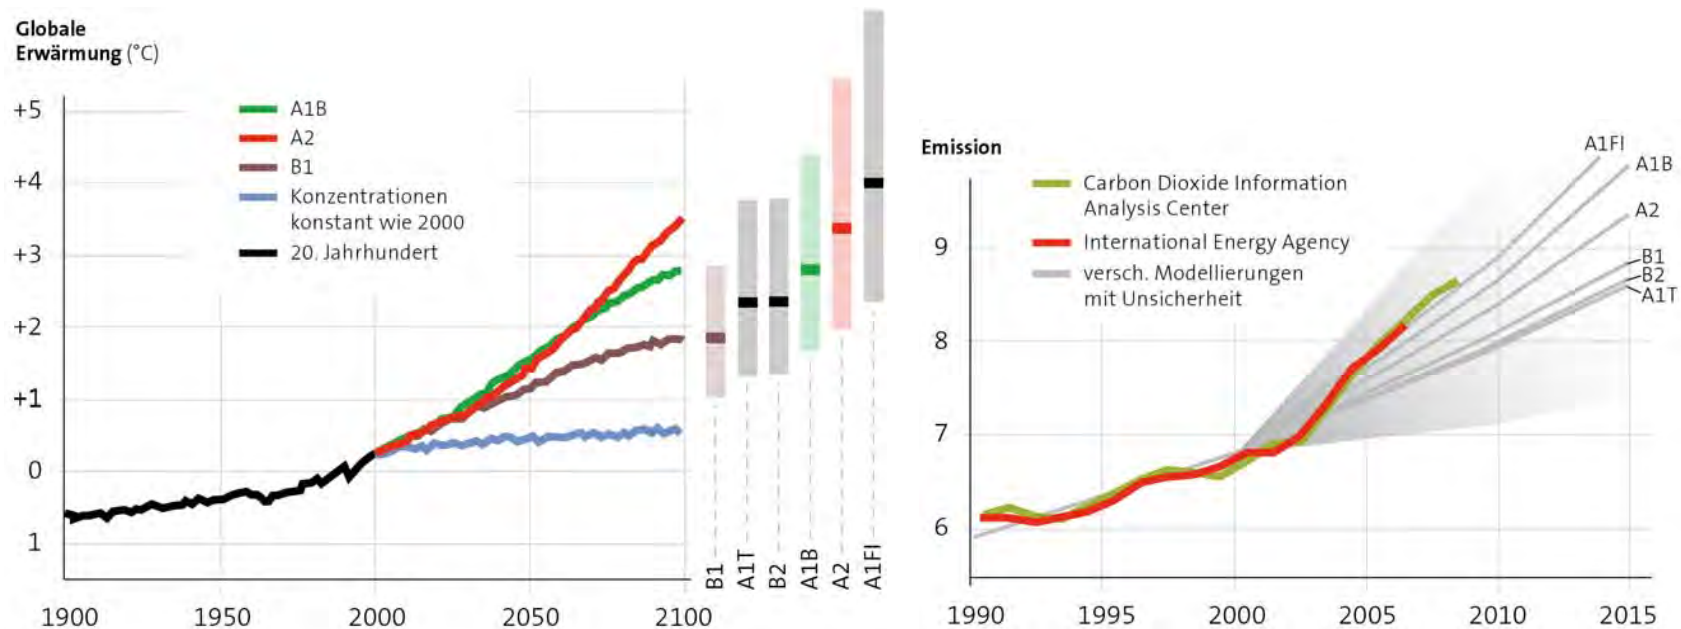 Globale
Erwärmung (°C)
+5
+4
+3
+2
+1
0
1
A1B
A2
B1
Konzentrationen
konstant wie 2000
20. Jahrhundert
1900
1950
2000
2050
2100
B1
A1T
B2
A1B
A2
A1FI
Emission
Carbon Dioxide Information
Analysis Center
International Energy Agency
versch. Modellierungen
mit Unsicherheit
9
8
7
6
A1FI
A1B
A2
B1
B2
A1T
1990
1995
2000
2005
2010
2015